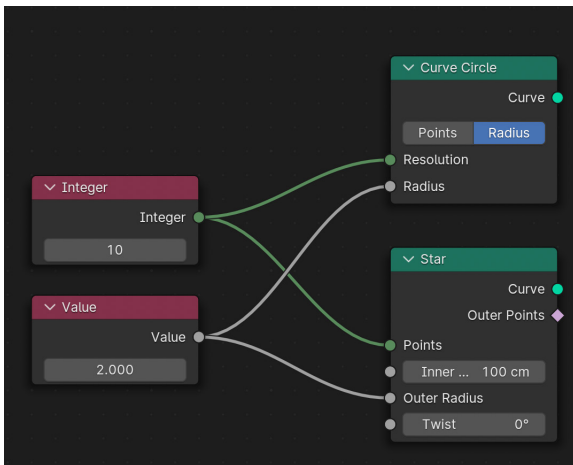 Curve Circle
Curve
Points Radius
Resolution
Radius
Integer
Integer
10
Value
Value
2.000
Star
Curve
Outer Points
Points
Inner ... 100 cm
Outer Radius
Twist 0°